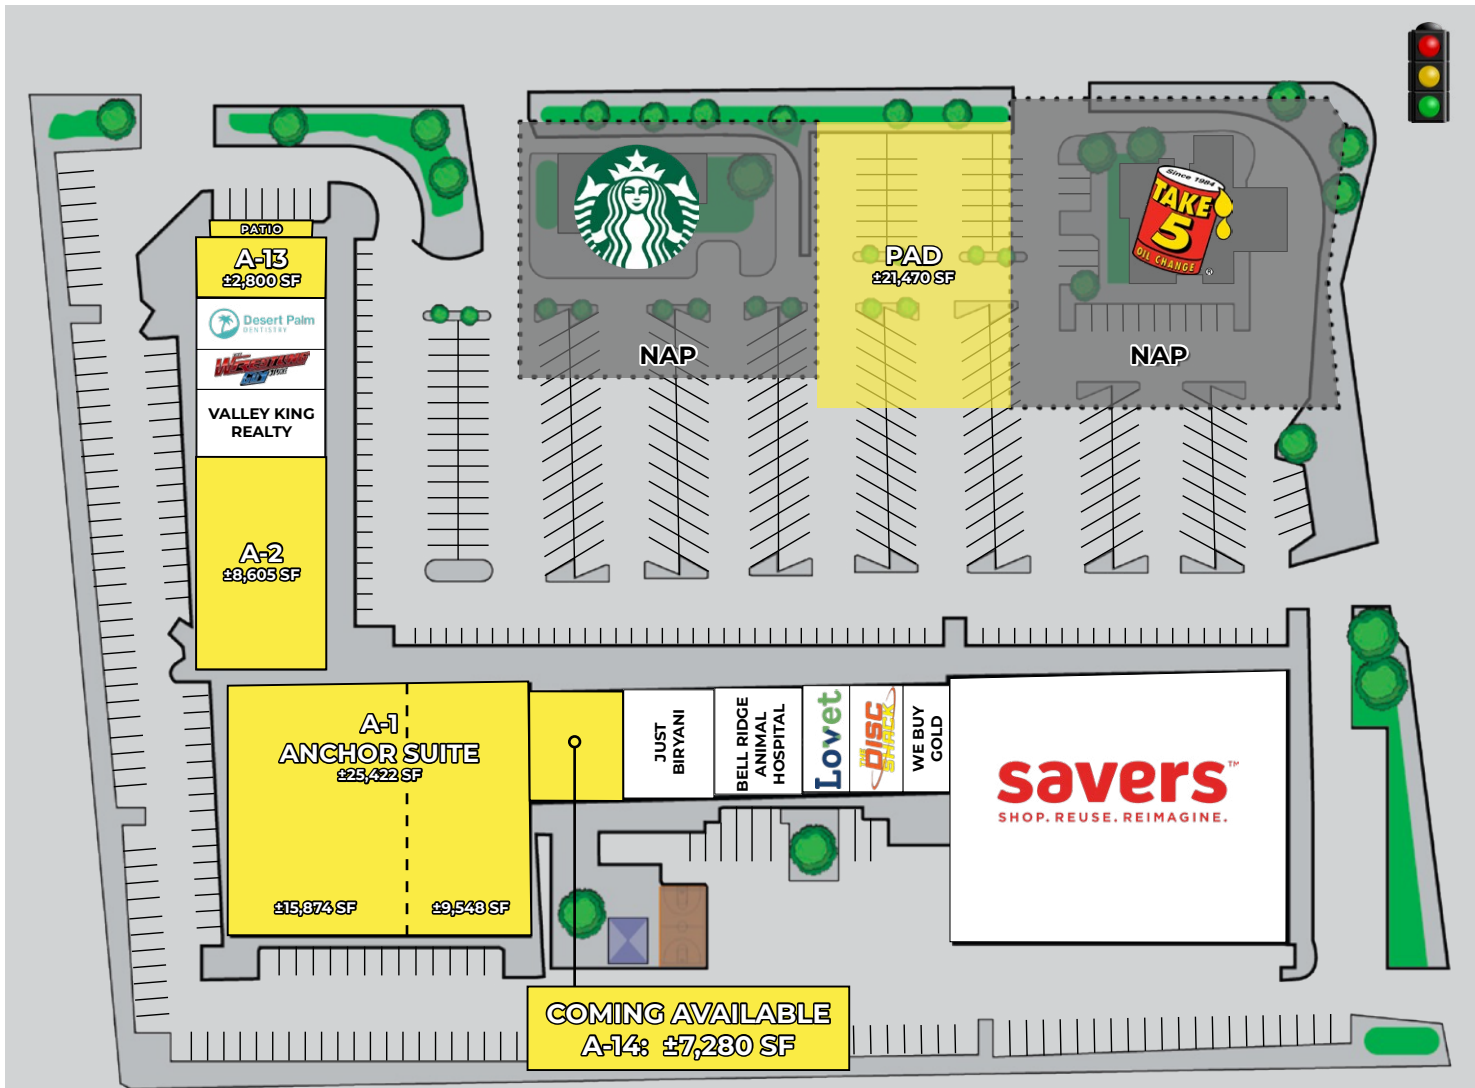 PATIO
A-13
±2,800 SF
Desert Palm
DENTISTRY
VALLEY KING
REALTY
A-2
±8,605 SF
NAP
PAD
±21,470 SF
Since 1984
TAKE
5
OIL CHANGE
®
NAP
A-1
ANCHOR SUITE
±25,422 SF
±15,874 SF
±9,548 SF
JUST
BIRYANI
BELL RIDGE
ANIMAL
HOSPITAL
Lovet
THE
DISC
SHACK
WE BUY
GOLD
savers™
SHOP. REUSE. REIMAGINE.
COMING AVAILABLE
A-14: ±7,280 SF